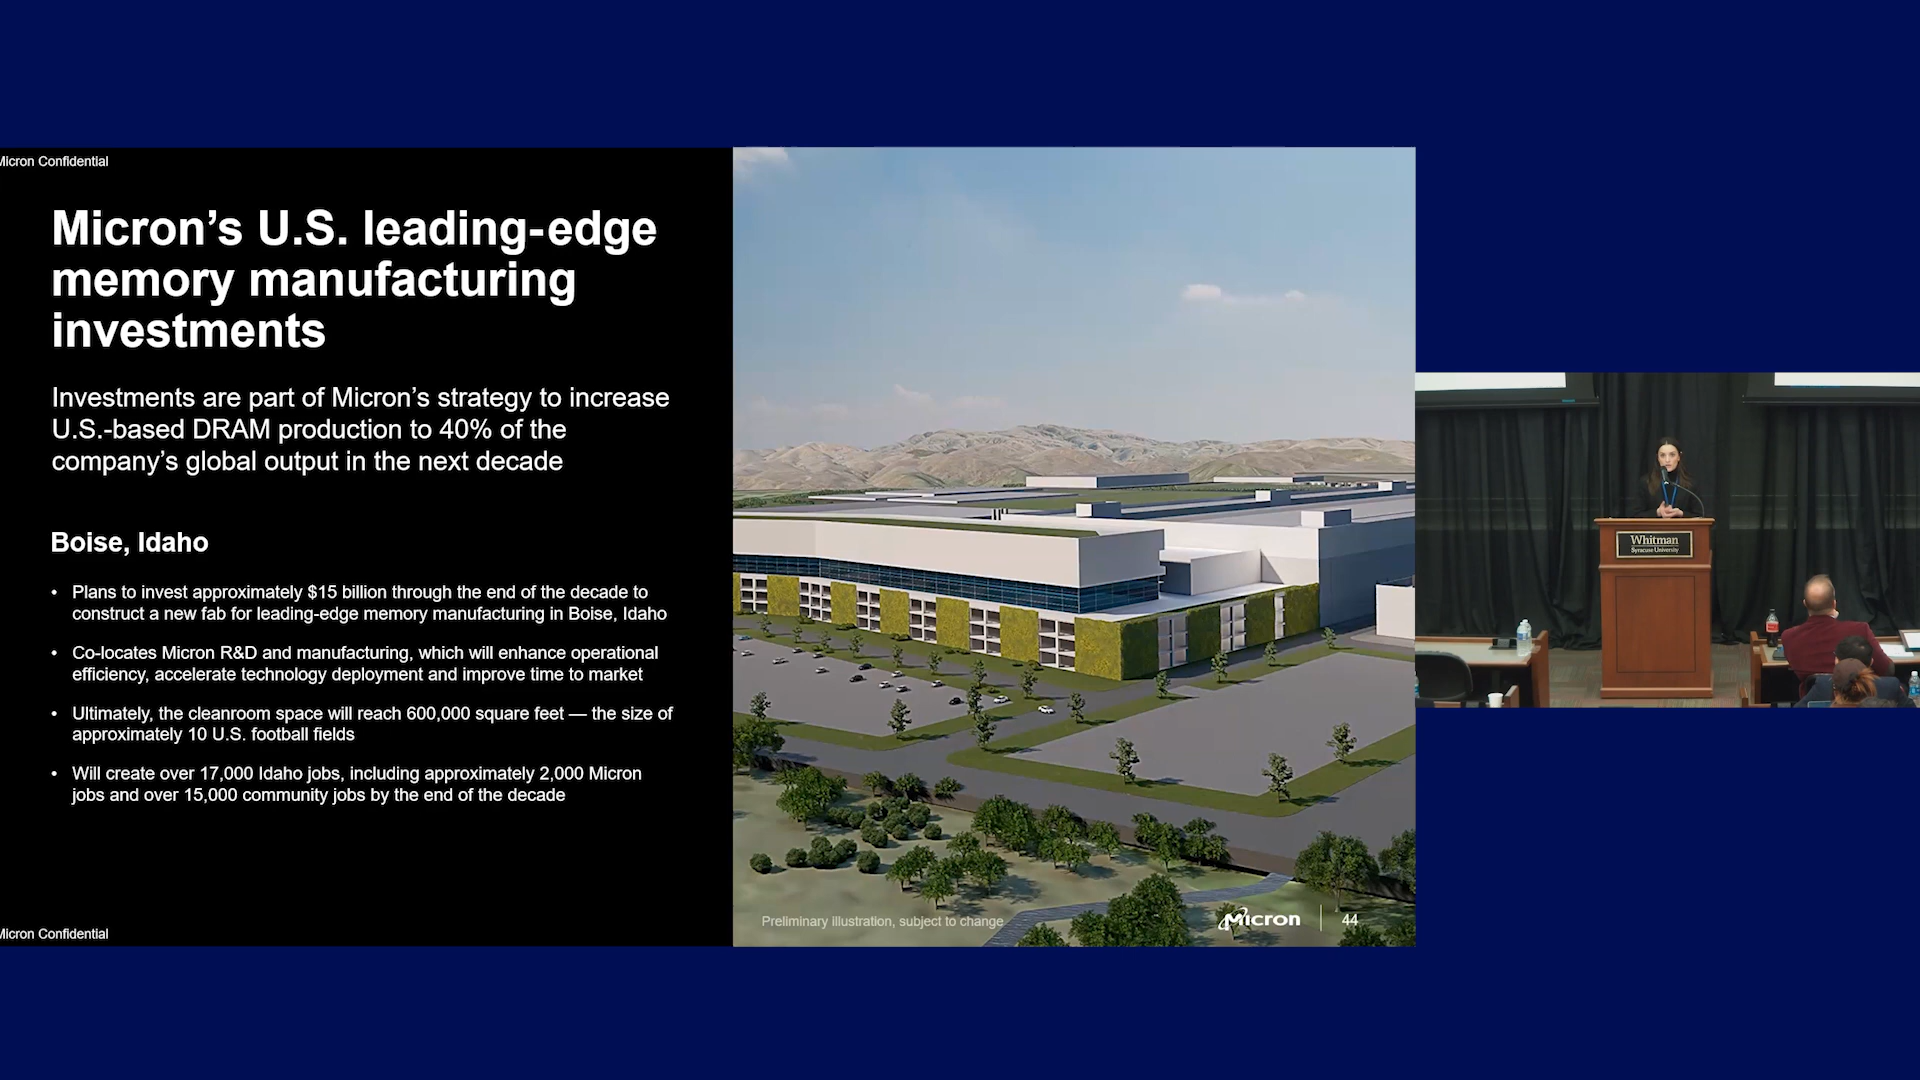 Micron Confidential
Micron’s U.S. leading-edge
memory manufacturing
investments
Investments are part of Micron’s strategy to increase
U.S.-based DRAM production to 40% of the
company’s global output in the next decade
Boise, Idaho
• Plans to invest approximately $15 billion through the end of the decade to
construct a new fab for leading-edge memory manufacturing in Boise, Idaho
• Co-locates Micron R&D and manufacturing, which will enhance operational
efficiency, accelerate technology deployment and improve time to market
• Ultimately, the cleanroom space will reach 600,000 square feet — the size of
approximately 10 U.S. football fields
• Will create over 17,000 Idaho jobs, including approximately 2,000 Micron
jobs and over 15,000 community jobs by the end of the decade
Micron Confidential
Preliminary illustration, subject to change
Micron
44
Whitman
Syracuse University